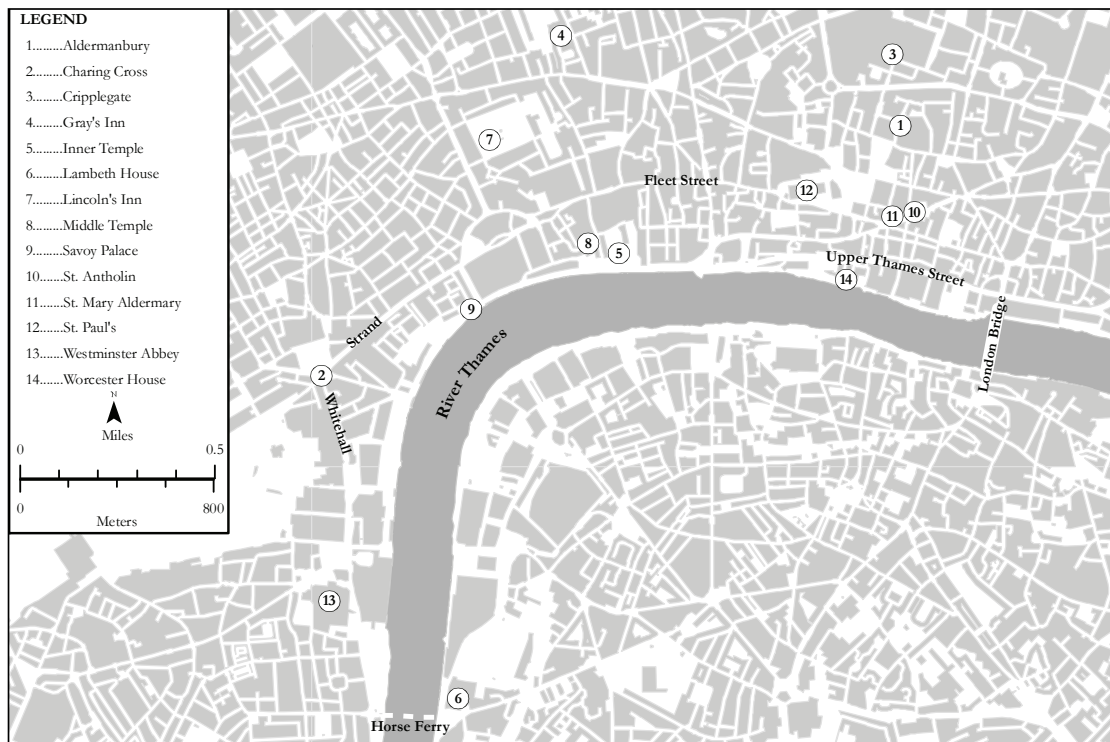 LEGEND
1.........Aldermanbury
2.........Charing Cross
3.........Cripplegate
4.........Gray's Inn
5.........Inner Temple
6.........Lambeth House
7.........Lincoln's Inn
8.........Middle Temple
9.........Savoy Palace
10.......St. Antholin
11.......St. Mary Aldermary
12.......St. Paul's
13.......Westminster Abbey
14.......Worcester House
N
Miles
0 0.5
0 800
Meters
4
3
1
7
Fleet Street
12
11
10
8
5
Upper Thames Street
14
9
Strand
River Thames
London Bridge
2
Whitehall
13
6
Horse Ferry